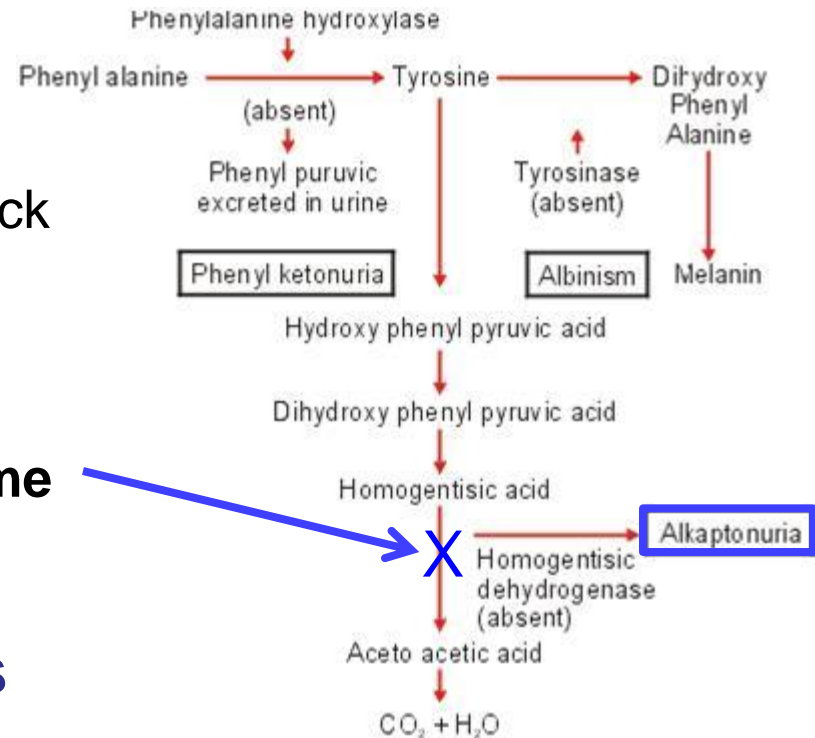 Phenylalanine hydroxylase
Phenyl alanine
Tyrosine
Dihydroxy
Phenyl
Alanine
(absent)
Phenyl puruvic
excreted in urine
Tyrosinase
(absent)
ck
Phenyl ketonuria
Albinism
Melanin
Hydroxy phenyl pyruvic acid
Dihydroxy phenyl pyruvic acid
me
Homogentisic acid
X
Alkaptonuria
Homogentisic
dehydrogenase
(absent)
Aceto acetic acid
s
CO₂ + H₂O